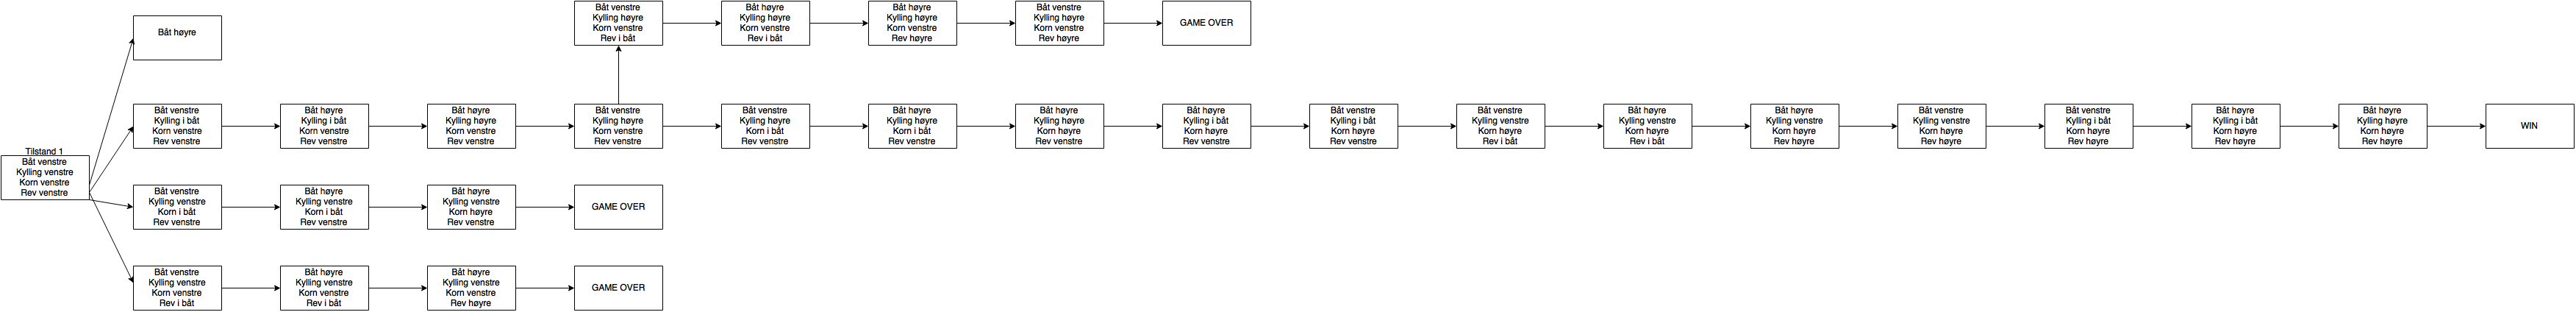 Båt venstre
Kylling høyre
Korn venstre
Rev i båt
Båt høyre
Kylling høyre
Korn venstre
Rev i båt
Båt høyre
Kylling høyre
Korn venstre
Rev høyre
Båt venstre
Kylling høyre
Korn venstre
Rev høyre
GAME OVER
Båt høyre
Båt venstre
Kylling i båt
Korn venstre
Rev venstre
Båt høyre
Kylling i båt
Korn venstre
Rev venstre
Båt høyre
Kylling høyre
Korn venstre
Rev venstre
Båt venstre
Kylling høyre
Korn venstre
Rev venstre
Båt venstre
Kylling høyre
Korn i båt
Rev venstre
Båt høyre
Kylling høyre
Korn i båt
Rev venstre
Båt høyre
Kylling høyre
Korn høyre
Rev venstre
Båt høyre
Kylling i båt
Korn høyre
Rev venstre
Båt venstre
Kylling i båt
Korn høyre
Rev venstre
Båt venstre
Kylling venstre
Korn høyre
Rev i båt
Båt høyre
Kylling venstre
Korn høyre
Rev i båt
Båt høyre
Kylling venstre
Korn høyre
Rev høyre
Båt venstre
Kylling venstre
Korn høyre
Rev høyre
Båt venstre
Kylling i båt
Korn høyre
Rev høyre
Båt høyre
Kylling i båt
Korn høyre
Rev høyre
Båt høyre
Kylling høyre
Korn høyre
Rev høyre
WIN
Tilstand 1
Båt venstre
Kylling venstre
Korn venstre
Rev venstre
Båt venstre
Kylling venstre
Korn i båt
Rev venstre
Båt høyre
Kylling venstre
Korn i båt
Rev venstre
Båt høyre
Kylling venstre
Korn høyre
Rev venstre
GAME OVER
Båt venstre
Kylling venstre
Korn venstre
Rev i båt
Båt høyre
Kylling venstre
Korn venstre
Rev i båt
Båt høyre
Kylling venstre
Korn venstre
Rev høyre
GAME OVER